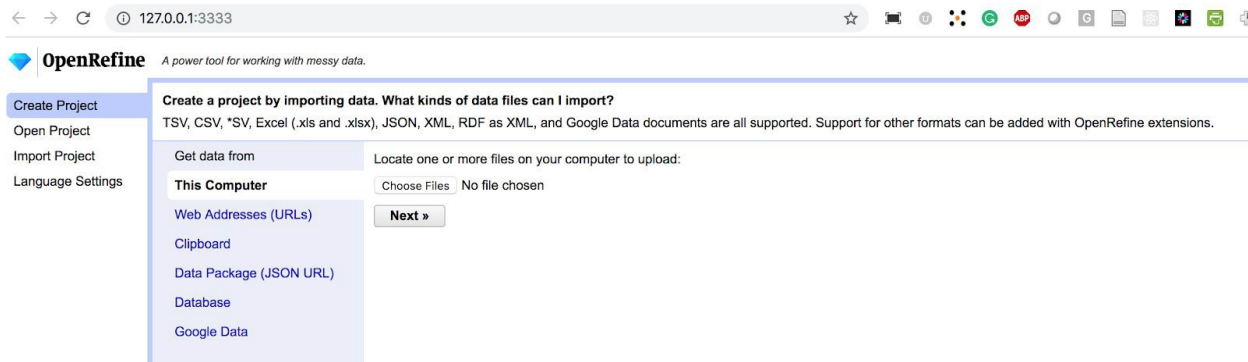 127.0.0.1:3333
ABP
G
OpenRefine
A power tool for working with messy data.
Create Project
Open Project
Import Project
Language Settings
Create a project by importing data. What kinds of data files can I import?
TSV, CSV, *SV, Excel (.xls and .xlsx), JSON, XML, RDF as XML, and Google Data documents are all supported. Support for other formats can be added with OpenRefine extensions.
Get data from
This Computer
Web Addresses (URLs)
Clipboard
Data Package (JSON URL)
Database
Google Data
Locate one or more files on your computer to upload:
Choose Files No file chosen
Next »